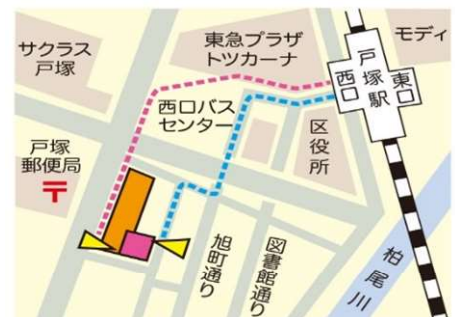 サクラス
戸塚
東急プラザ
トツカーナ
モディ
戸塚駅
西口
東口
西口バス
センター
区役所
戸塚
郵便局
〒
旭町通り
図書館通り
柏尾川